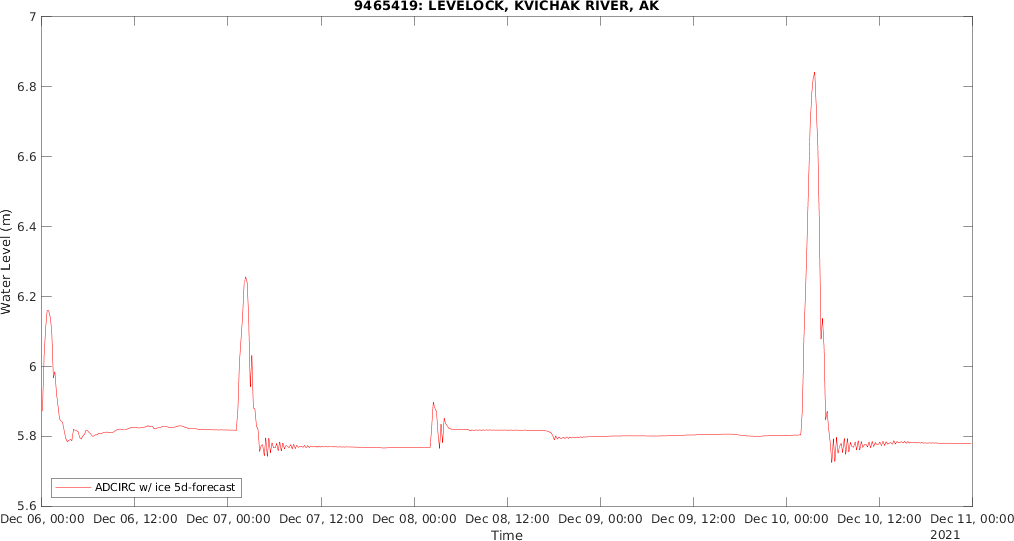 9465419: LEVELOCK, KVICHAK RIVER, AK
7
6.8
6.6
6.4
6.2
6
5.8
5.6
Water Level (m)
ADCIRC w/ ice 5d-forecast
Dec 06, 00:00 Dec 06, 12:00 Dec 07, 00:00 Dec 07, 12:00 Dec 08, 00:00 Dec 08, 12:00 Dec 09, 00:00 Dec 09, 12:00 Dec 10, 00:00 Dec 10, 12:00 Dec 11, 00:00
Time
2021